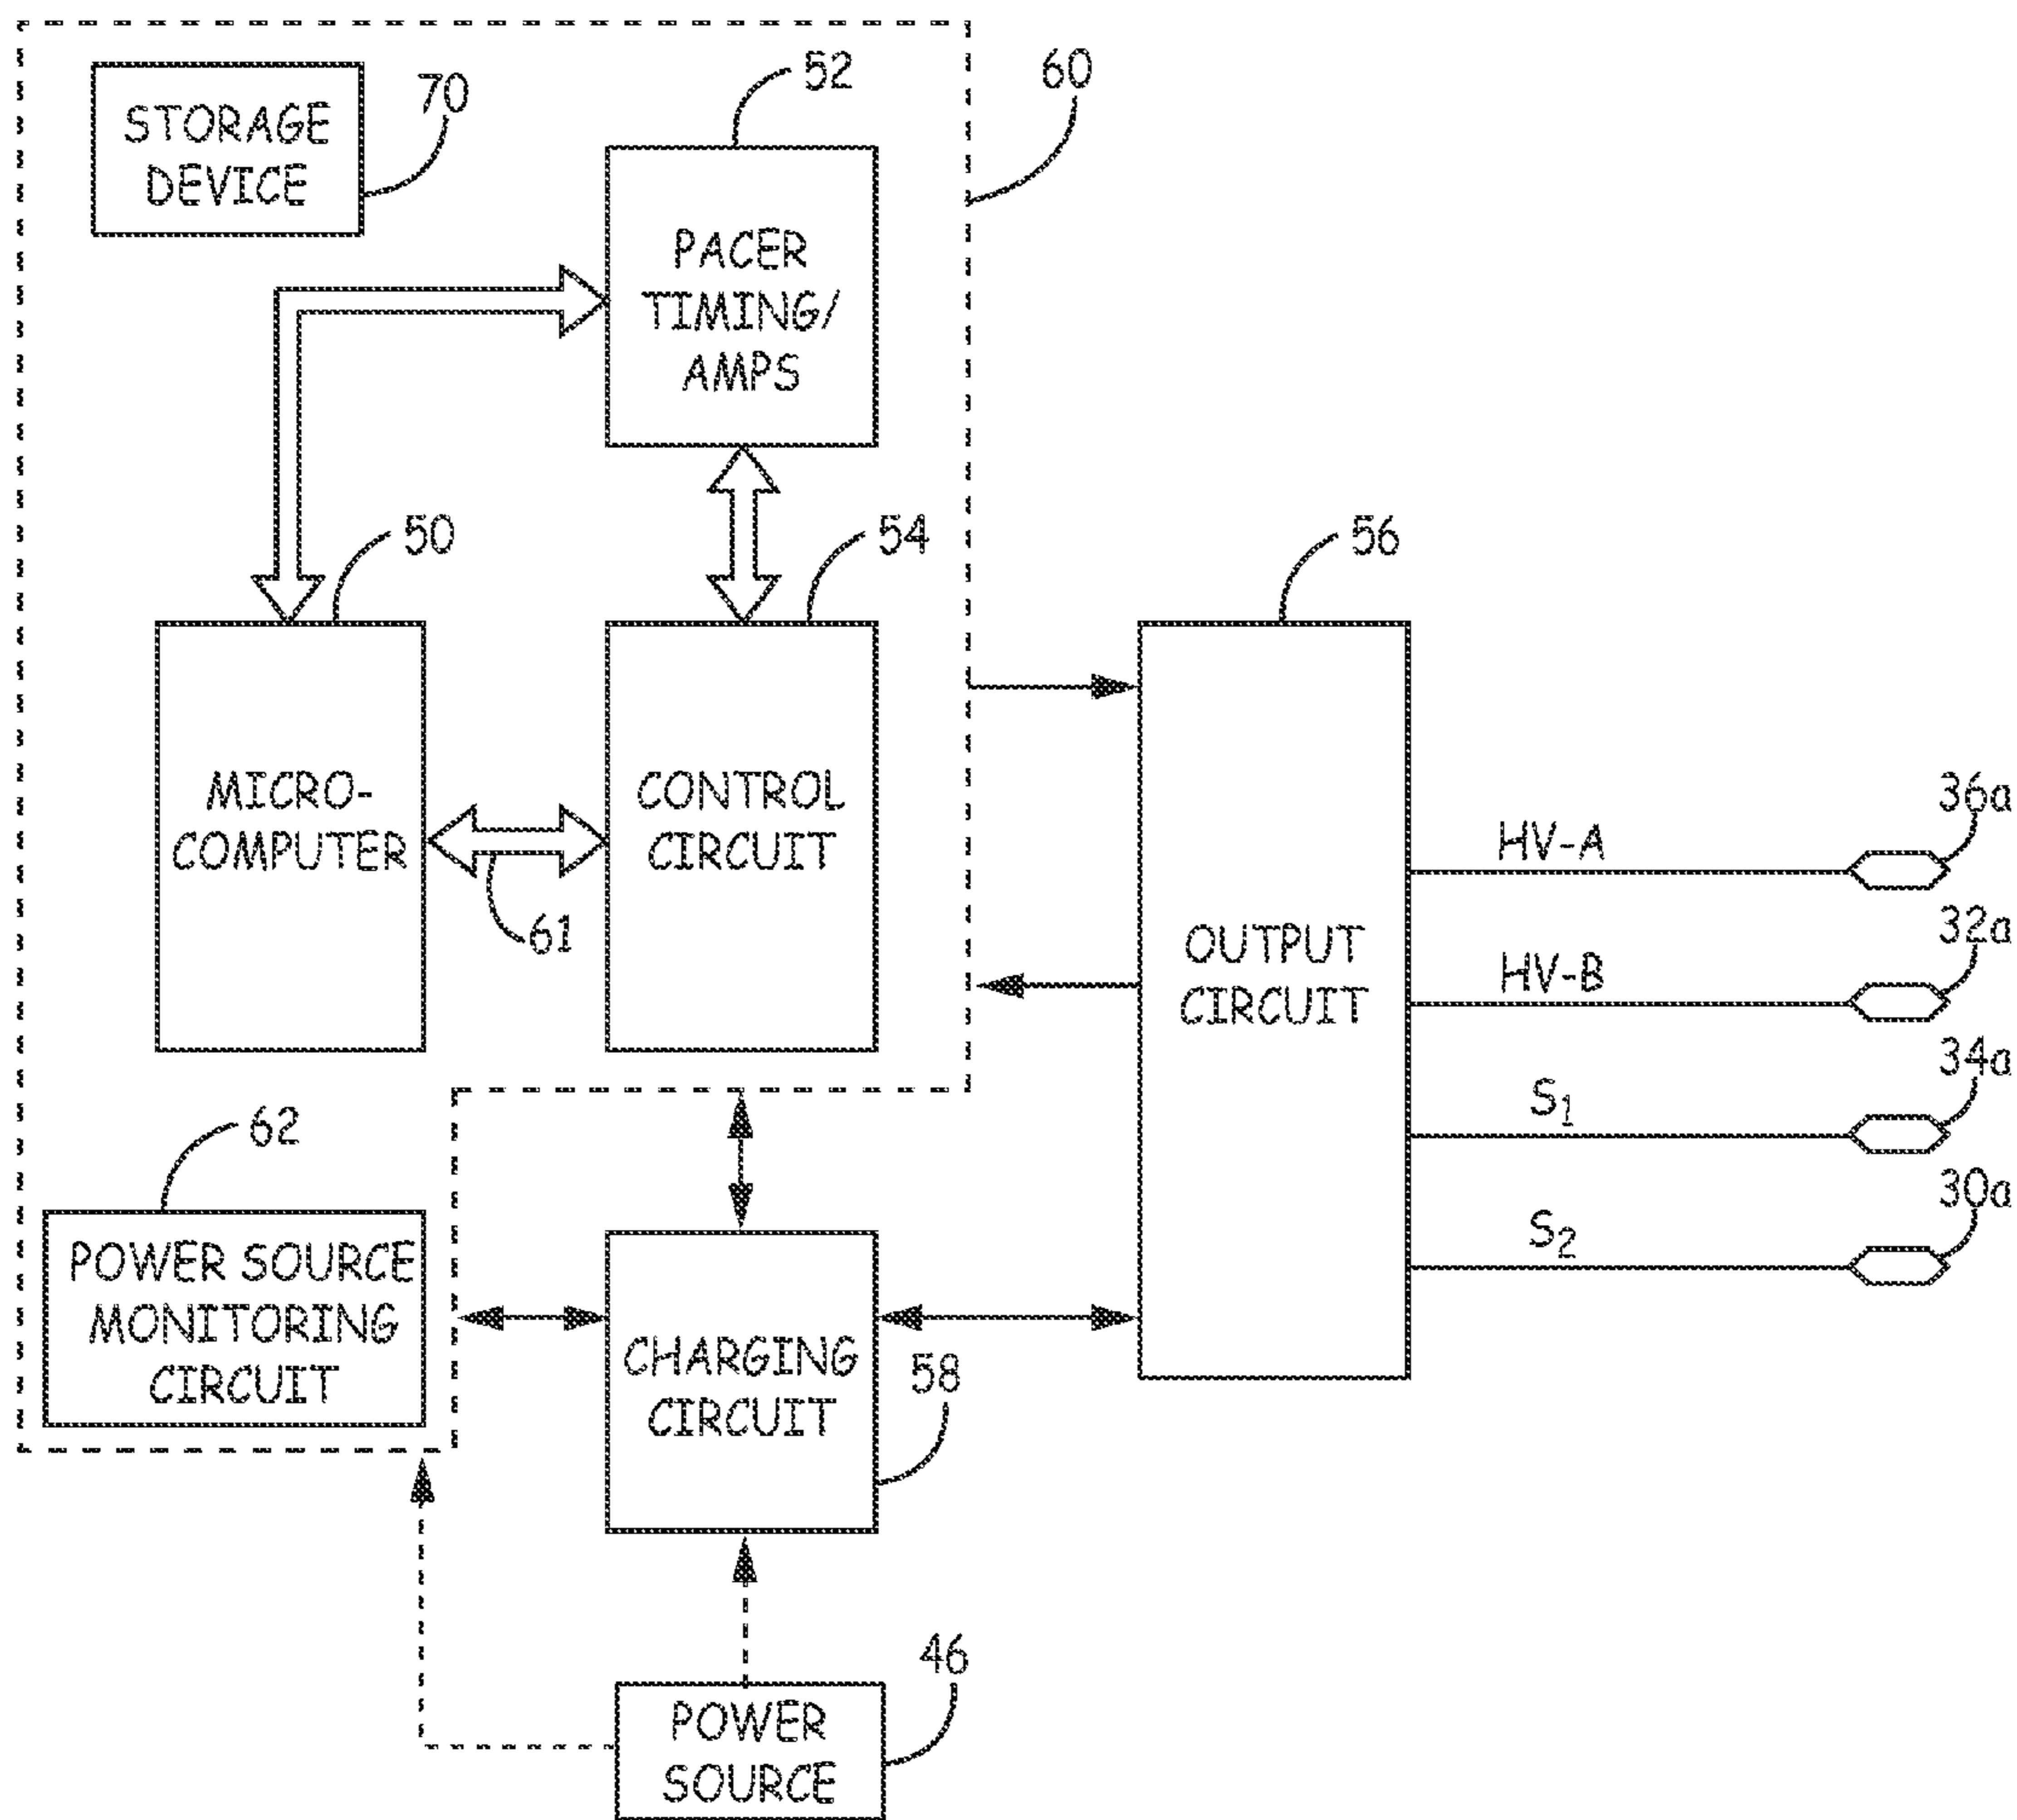 52
60
STORAGE
DEVICE
70
PACER
TIMING/
AMPS
50
54
56
MICRO-
COMPUTER
CONTROL
CIRCUIT
61
OUTPUT
CIRCUIT
HV-A
36a
HV-B
32a
S1
34a
S2
30a
62
POWER SOURCE
MONITORING
CIRCUIT
CHARGING
CIRCUIT
58
46
POWER
SOURCE